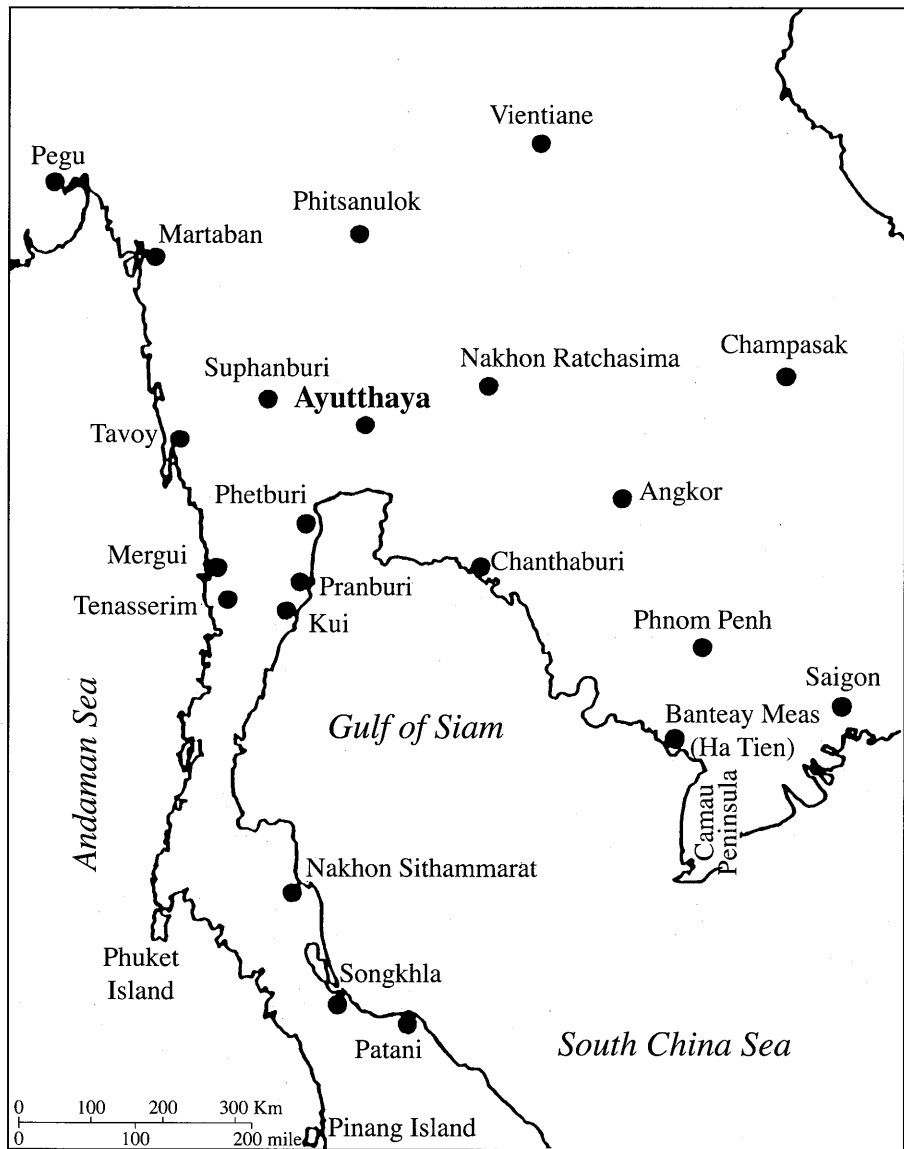 Vientiane
Pegu
Phitsanulok
Martaban
Champasak
Nakhon Ratchasima
Suphanburi
Ayutthaya
Tavoy
Phetburi
Angkor
Mergui
Chanthaburi
Pranburi
Tenasserim
Kui
Phnom Penh
Saigon
Andaman Sea
Gulf of Siam
Banteay Meas
(Ha Tien)
Camau
Peninsula
Nakhon Sithammarat
Phuket
Island
Songkhla
Patani
South China Sea
0 100 200 300 Km
0 100 200 mile
Pinang Island